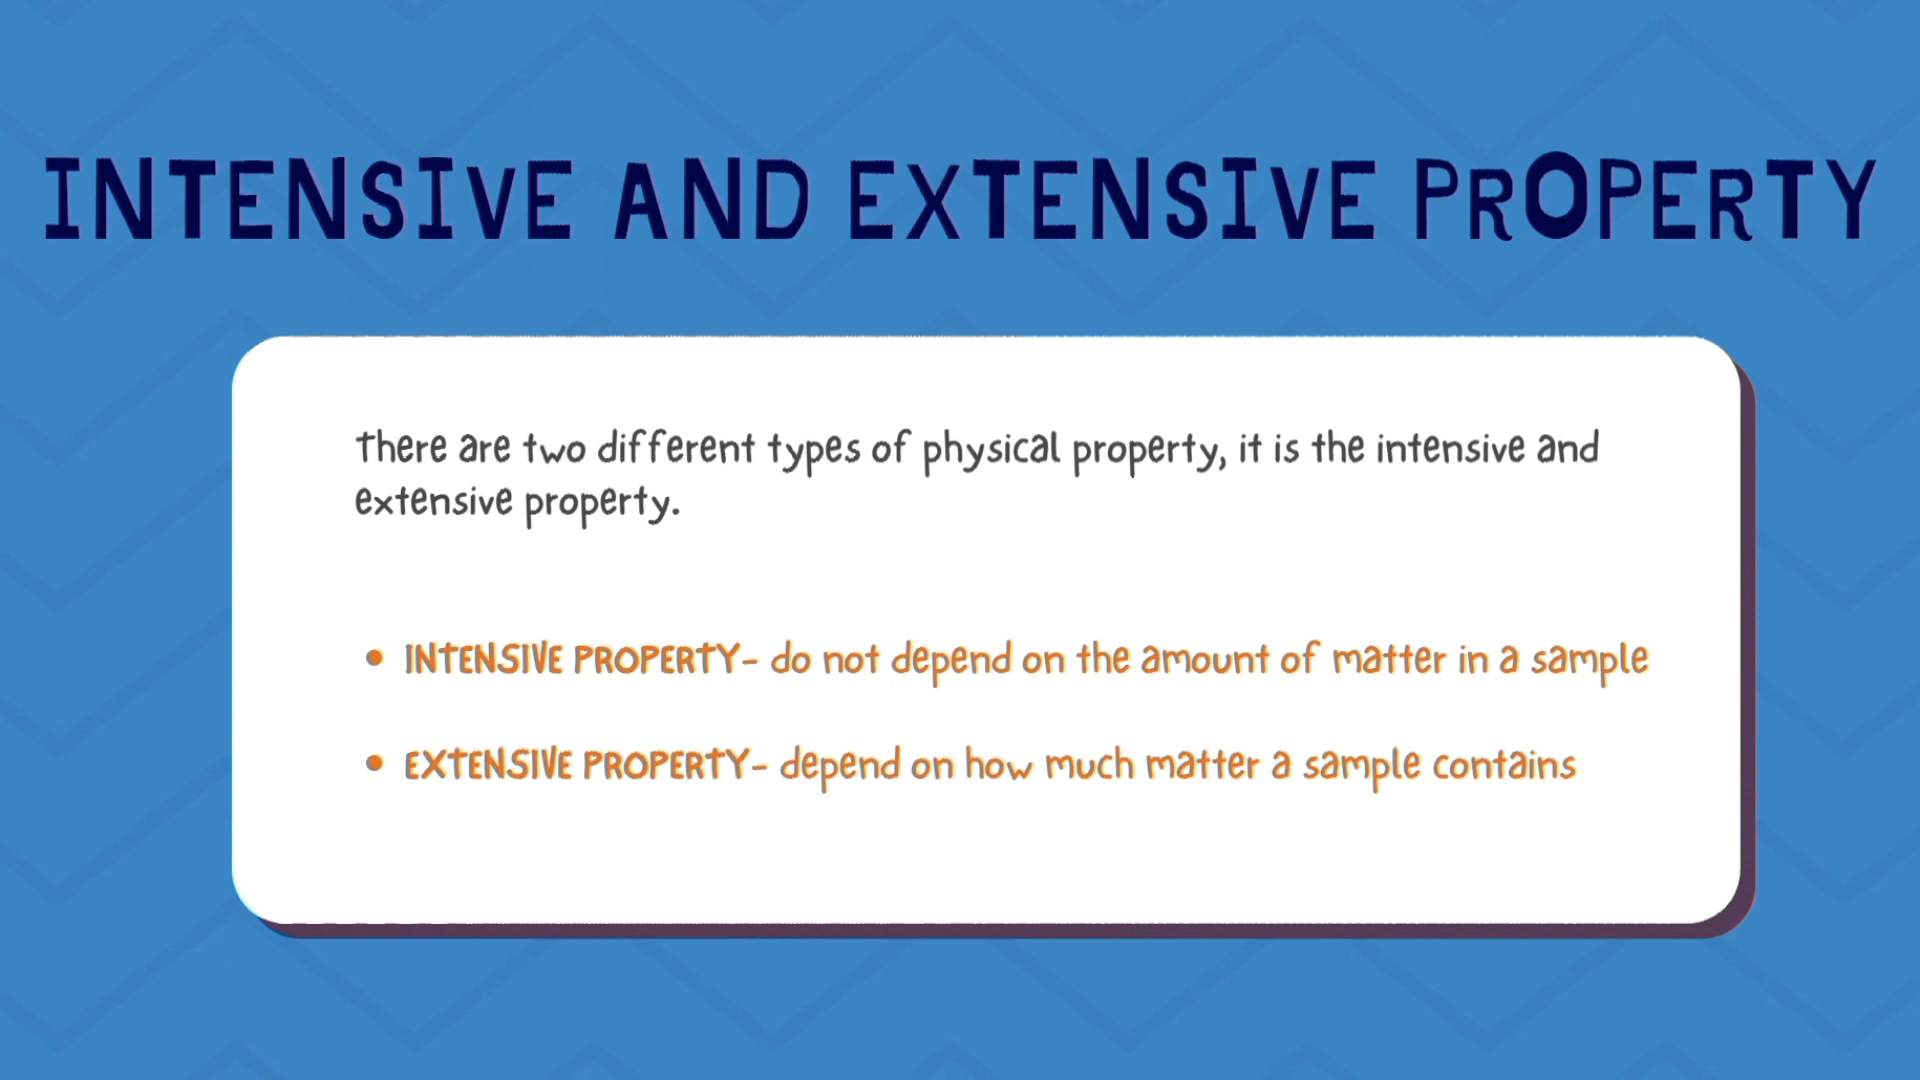 INTENSIVE AND EXTENSIVE PROPERTY
There are two different types of physical property, it is the intensive and
extensive property.
• INTENSIVE PROPERTY- do not depend on the amount of matter in a sample
• EXTENSIVE PROPERTY- depend on how much matter a sample contains